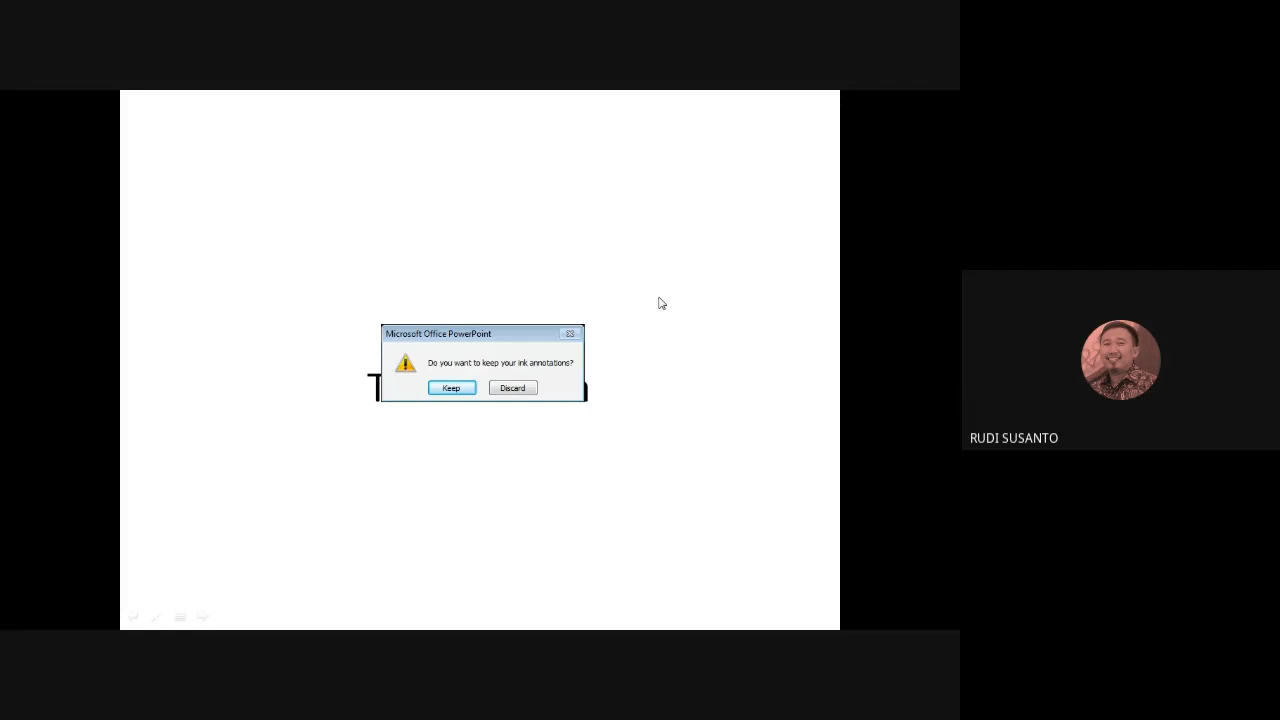 Microsoft Office PowerPoint
Do you want to keep your ink annotations?
Keep
Discard
RUDI SUSANTO